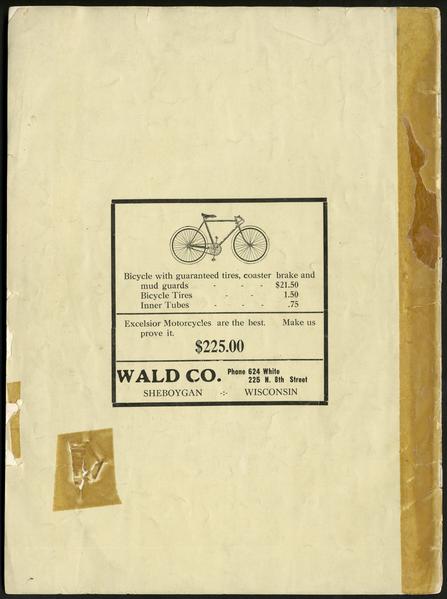 Bicycle with guaranteed tires, coaster brake and
mud guards - - - $21.50
Bicycle Tires - - - 1.50
Inner Tubes - - - .75
Excelsior Motorcycles are the best. Make us
prove it.
$225.00
WALD CO. Phone 624 White
225 N. 8th Street
SHEBOYGAN -:- WISCONSIN